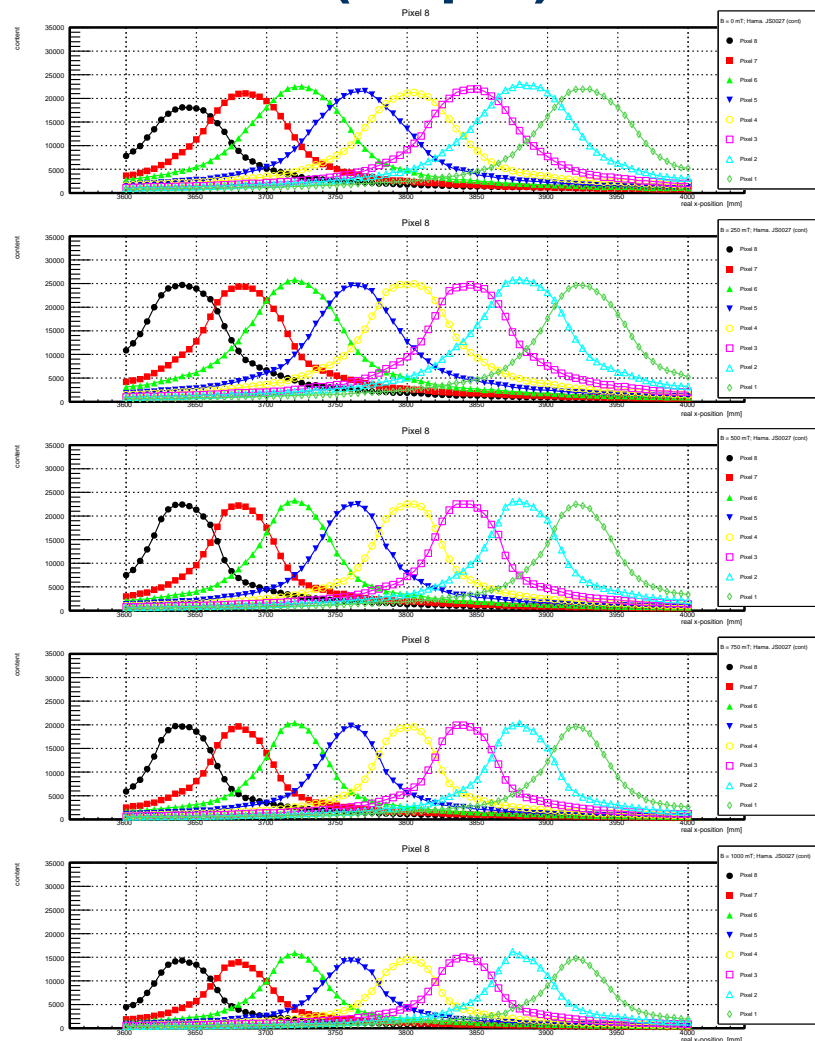 Pixel 8
content
35000
30000
25000
20000
15000
10000
5000
0
3600 3650 3700 3750 3800 3850 3900 3950 4000
real x-position [mm]
B = 0 mT; Hama. JS0027 (cont)
Pixel 8
Pixel 7
Pixel 6
Pixel 5
Pixel 4
Pixel 3
Pixel 2
Pixel 1
Pixel 8
content
35000
30000
25000
20000
15000
10000
5000
0
3600 3650 3700 3750 3800 3850 3900 3950 4000
real x-position [mm]
B = 250 mT; Hama. JS0027 (cont)
Pixel 8
Pixel 7
Pixel 6
Pixel 5
Pixel 4
Pixel 3
Pixel 2
Pixel 1
Pixel 8
content
35000
30000
25000
20000
15000
10000
5000
0
3600 3650 3700 3750 3800 3850 3900 3950 4000
real x-position [mm]
B = 500 mT; Hama. JS0027 (cont)
Pixel 8
Pixel 7
Pixel 6
Pixel 5
Pixel 4
Pixel 3
Pixel 2
Pixel 1
Pixel 8
content
35000
30000
25000
20000
15000
10000
5000
0
3600 3650 3700 3750 3800 3850 3900 3950 4000
real x-position [mm]
B = 750 mT; Hama. JS0027 (cont)
Pixel 8
Pixel 7
Pixel 6
Pixel 5
Pixel 4
Pixel 3
Pixel 2
Pixel 1
Pixel 8
content
35000
30000
25000
20000
15000
10000
5000
0
3600 3650 3700 3750 3800 3850 3900 3950 4000
real x-position [mm]
B = 1000 mT; Hama. JS0027 (cont)
Pixel 8
Pixel 7
Pixel 6
Pixel 5
Pixel 4
Pixel 3
Pixel 2
Pixel 1